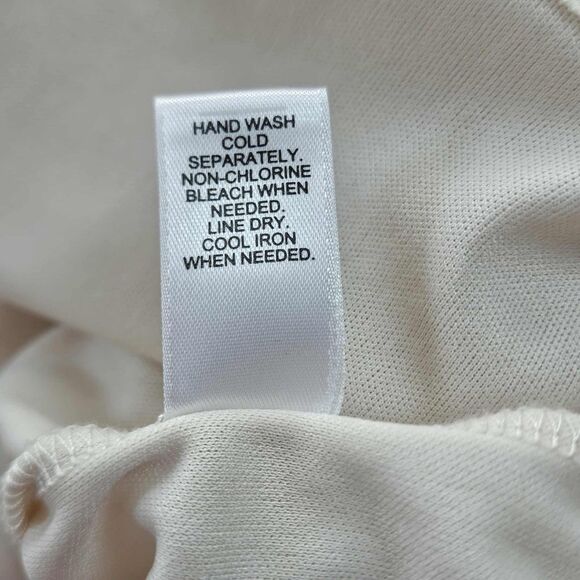 HAND WASH
COLD
SEPARATELY.
NON-CHLORINE
BLEACH WHEN
NEEDED.
LINE DRY.
COOL IRON
WHEN NEEDED.